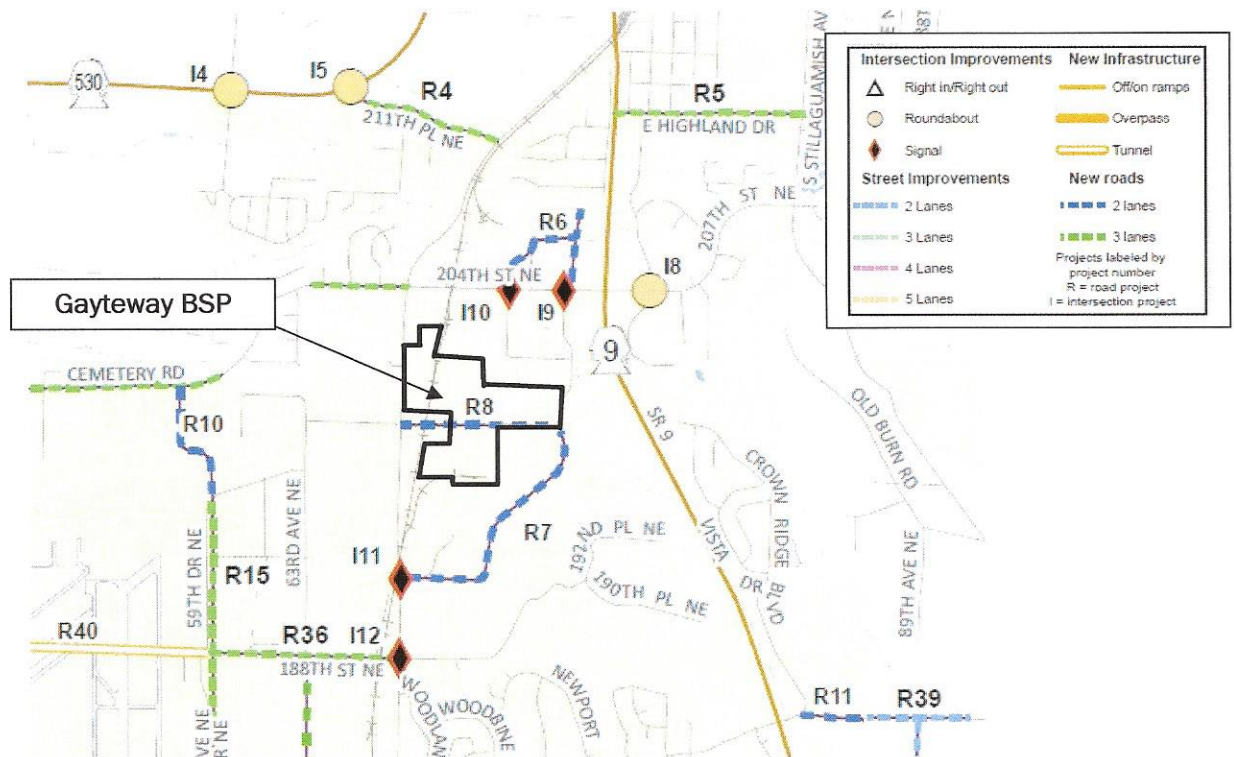 530
I4
I5
R4
211TH PL NE
R5
E HIGHLAND DR
S STILLAGUAMISH AV
Intersection Improvements
Right in/Right out
Roundabout
Signal
Street Improvements
2 Lanes
3 Lanes
4 Lanes
5 Lanes
New Infrastructure
Off/on ramps
Overpass
Tunnel
New roads
2 lanes
3 lanes
Projects labeled by
project number
R = road project
I = intersection project
207TH ST NE
R6
204TH ST NE
I10
I9
I8
Gayteway BSP
9
CEMETERY RD
R10
R8
SR 9
OLD BURN RD
CROWN RIDGE BLVD
VISTA DR
63RD AVE NE
59TH DR NE
R15
R7
I11
192ND PL NE
190TH PL NE
89TH AVE NE
R40
R36
I12
188TH ST NE
WOODLAN
WOODBINE
NEWPORT
R11
R39
VE NE
R NE